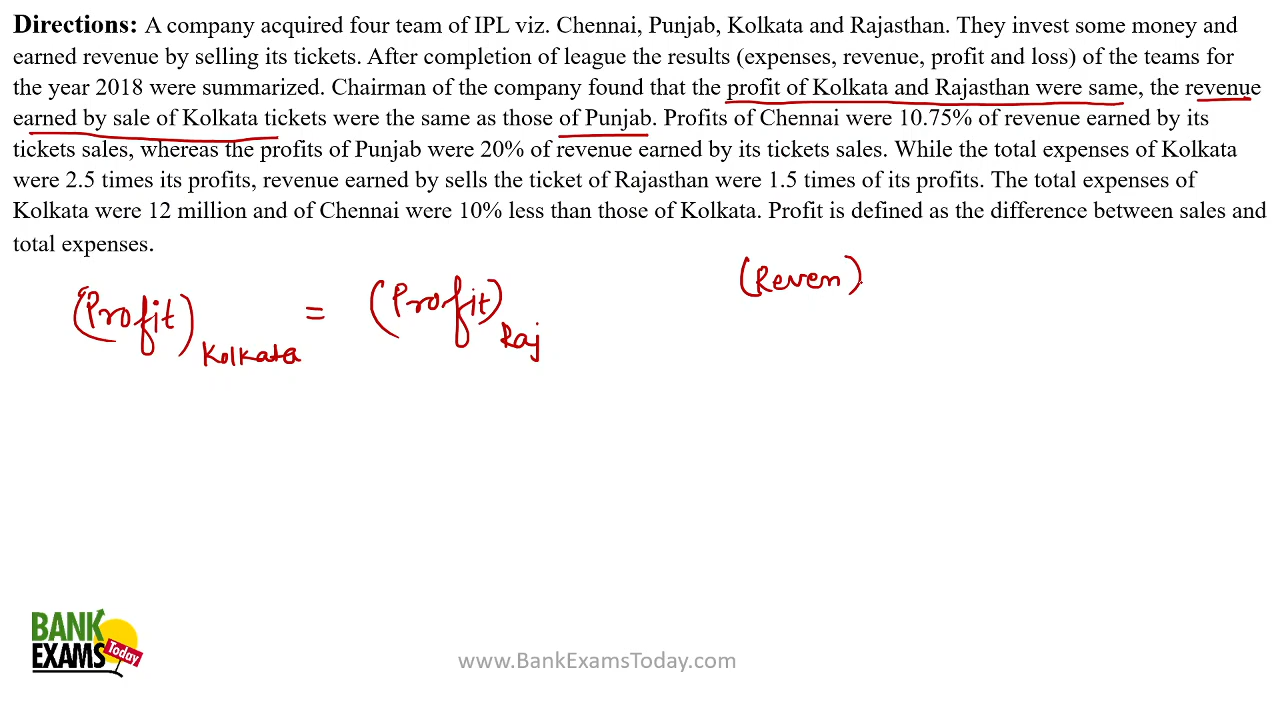 Directions: A company acquired four team of IPL viz. Chennai, Punjab, Kolkata and Rajasthan. They invest some money and
earned revenue by selling its tickets. After completion of league the results (expenses, revenue, profit and loss) of the teams for
the year 2018 were summarized. Chairman of the company found that the profit of Kolkata and Rajasthan were same, the revenue
earned by sale of Kolkata tickets were the same as those of Punjab. Profits of Chennai were 10.75% of revenue earned by its
tickets sales, whereas the profits of Punjab were 20% of revenue earned by its tickets sales. While the total expenses of Kolkata
were 2.5 times its profits, revenue earned by sells the ticket of Rajasthan were 1.5 times of its profits. The total expenses of
Kolkata were 12 million and of Chennai were 10% less than those of Kolkata. Profit is defined as the difference between sales and
total expenses.
(Profit) Kolkata = (Profit) Raj (Reven)
BANK
EXAMS Today
www.BankExamsToday.com